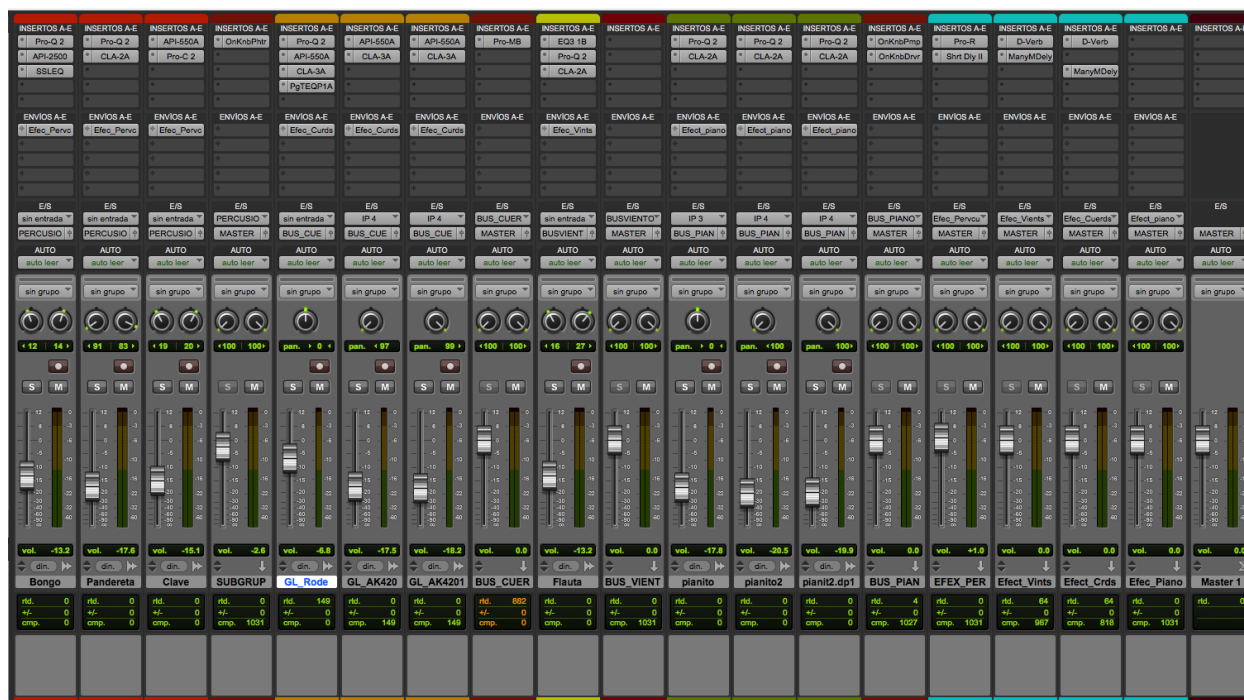 INSERTOS A-E INSERTOS A-E INSERTOS A-E INSERTOS A-E INSERTOS A-E INSERTOS A-E INSERTOS A-E INSERTOS A-E INSERTOS A-E INSERTOS A-E INSERTOS A-E INSERTOS A-E INSERTOS A-E INSERTOS A-E INSERTOS A-E INSERTOS A-E INSERTOS A-E INSERTOS A-E INSERTOS A-E
Pro-Q 2 Pro-Q 2 API-550A OnKnbPhtr Pro-Q 2 API-550A API-550A Pro-MB EQ3 1B Pro-Q 2 Pro-Q 2 Pro-Q 2 OnKnbPmp Pro-R D-Verb D-Verb
API-2500 CLA-2A Pro-C 2 API-550A CLA-3A CLA-3A Pro-Q 2 CLA-2A CLA-2A CLA-2A OnKnbDrvr Shrt Dly II ManyMDely
SSLEQ CLA-3A CLA-2A ManyMDely
PgTEQP1A
ENVÍOS A-E ENVÍOS A-E ENVÍOS A-E ENVÍOS A-E ENVÍOS A-E ENVÍOS A-E ENVÍOS A-E ENVÍOS A-E ENVÍOS A-E ENVÍOS A-E ENVÍOS A-E ENVÍOS A-E ENVÍOS A-E ENVÍOS A-E ENVÍOS A-E ENVÍOS A-E ENVÍOS A-E ENVÍOS A-E
Efec_Pervc Efec_Pervc Efec_Pervc Efec_Curds Efec_Curds Efec_Curds Efec_Vints Efect_piano Efect_piano Efect_piano
E/S E/S E/S E/S E/S E/S E/S E/S E/S E/S E/S E/S E/S E/S E/S E/S E/S E/S E/S
sin entrada sin entrada sin entrada PERCUSIO sin entrada IP 4 IP 4 BUS_CUER sin entrada BUSVIENTO IP 3 IP 4 IP 4 BUS_PIANO Efec_Pervcu Efec_Vients Efec_Cuerds Efect_piano
PERCUSIO PERCUSIO PERCUSIO MASTER BUS_CUE BUS_CUE BUS_CUE MASTER BUSVIENT MASTER BUS_PIAN BUS_PIAN BUS_PIAN MASTER MASTER MASTER MASTER MASTER MASTER
AUTO AUTO AUTO AUTO AUTO AUTO AUTO AUTO AUTO AUTO AUTO AUTO AUTO AUTO AUTO AUTO AUTO AUTO AUTO
auto leer auto leer auto leer auto leer auto leer auto leer auto leer auto leer auto leer auto leer auto leer auto leer auto leer auto leer auto leer auto leer auto leer auto leer auto leer
sin grupo sin grupo sin grupo sin grupo sin grupo sin grupo sin grupo sin grupo sin grupo sin grupo sin grupo sin grupo sin grupo sin grupo sin grupo sin grupo sin grupo sin grupo sin grupo
12 14 91 83 19 20 100 100 pan. 0 pan. 97 pan. 99 100 100 16 27 100 100 pan. 0 pan. 100 pan. 100 100 100 100 100 100 100 100 100 100 100
S M S M S M S M S M S M S M S M S M S M S M S M S M S M S M S M S M S M
vol. -13.2 vol. -17.6 vol. -15.1 vol. -2.6 vol. -6.8 vol. -17.5 vol. -18.2 vol. 0.0 vol. -13.2 vol. 0.0 vol. -17.8 vol. -20.5 vol. -19.9 vol. 0.0 vol. +1.0 vol. 0.0 vol. 0.0 vol. 0.0 vol. 0.0
din. din. din. din. din. din. din. din. din. din.
Bongo Pandereta Clave SUBGRUP GL_Rode GL_AK420 GL_AK4201 BUS_CUER Flauta BUS_VIENT pianito pianito2 pianit2.dp1 BUS_PIAN EFEX_PER Efect_Vints Efect_Crds Efec_Piano Master 1
rtd. 0 rtd. 0 rtd. 0 rtd. 0 rtd. 149 rtd. 0 rtd. 0 rtd. 882 rtd. 0 rtd. 0 rtd. 0 rtd. 0 rtd. 0 rtd. 4 rtd. 0 rtd. 64 rtd. 64 rtd. 0 rtd. 0
+/- 0 +/- 0 +/- 0 +/- 0 +/- 0 +/- 0 +/- 0 +/- 0 +/- 0 +/- 0 +/- 0 +/- 0 +/- 0 +/- 0 +/- 0 +/- 0 +/- 0 +/- 0
cmp. 0 cmp. 0 cmp. 0 cmp. 1031 cmp. 0 cmp. 149 cmp. 149 cmp. 0 cmp. 0 cmp. 1031 cmp. 0 cmp. 0 cmp. 0 cmp. 1027 cmp. 1031 cmp. 967 cmp. 818 cmp. 1031